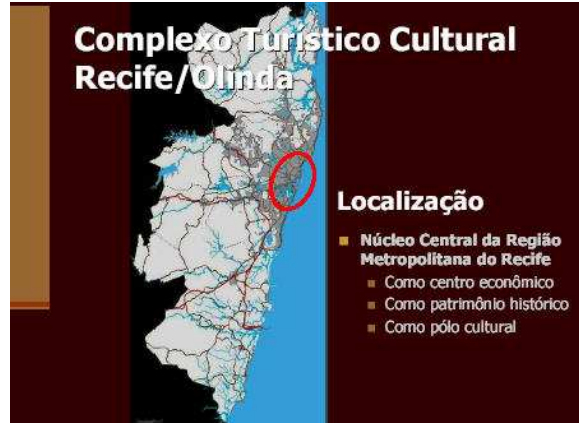 Complexo Turístico Cultural
Recife/Olinda
Localização
Núcleo Central da Região
Metropolitana do Recife
Como centro econômico
Como patrimônio histórico
Como pólo cultural